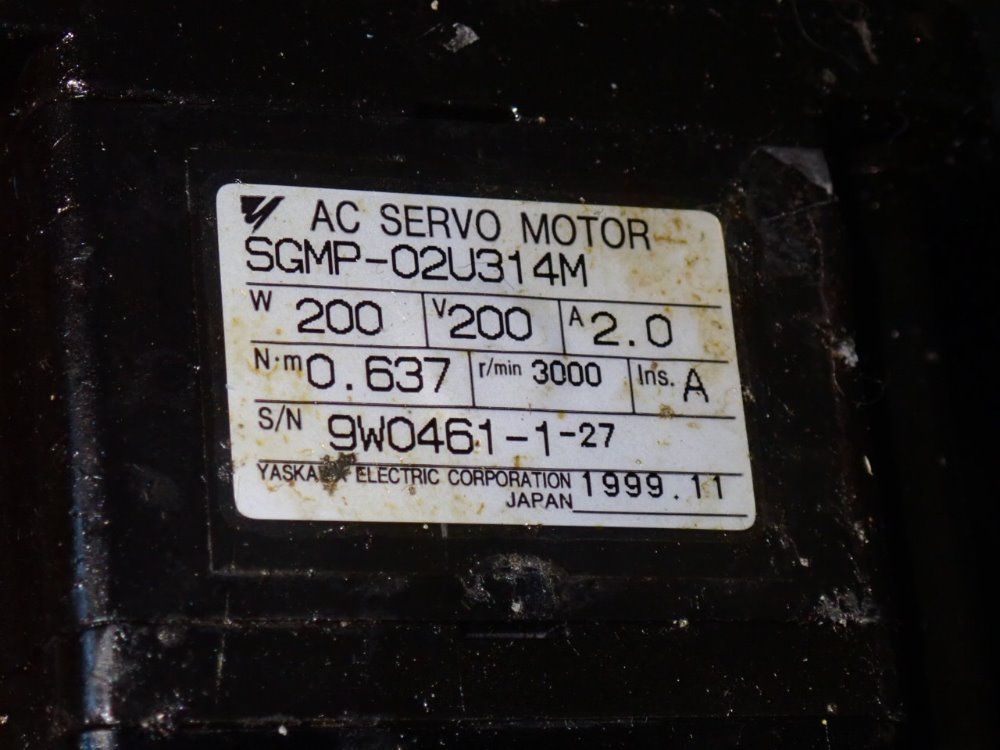 AC SERVO MOTOR
SGMP-02U314M
W 200 V 200 A 2.0
N·m 0.637 r/min 3000 Ins. A
S/N 9W0461-1-27
ELECTRIC CORPORATION 1999.11
JAPAN